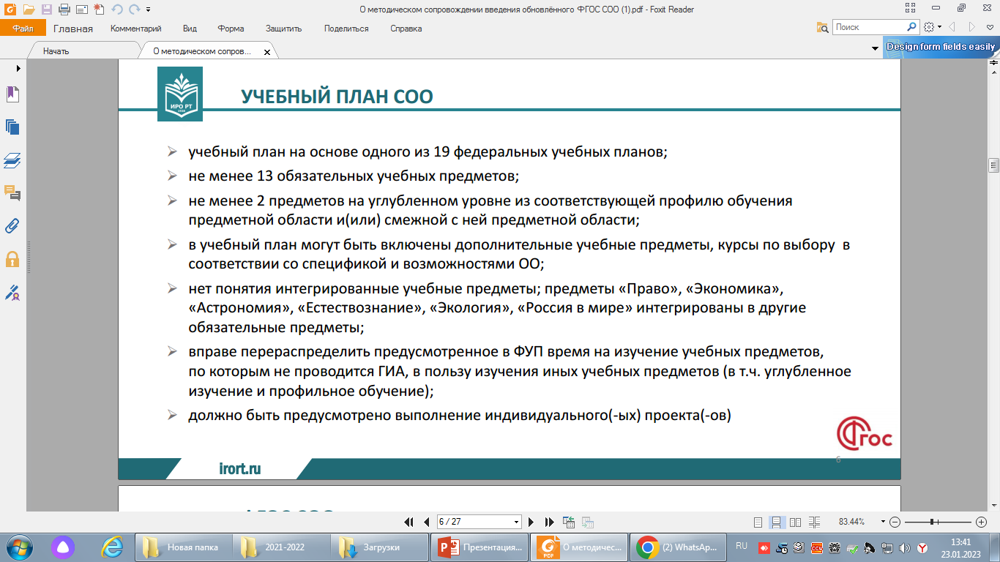 О методическом сопровождении введения обновлённого ФГОС СОО (1).pdf - Foxit Reader
Файл Главная Комментарий Вид Форма Защитить Поделиться Справка
Поиск
Начать
О методическом сопров...
Design form fields easily
ИРО РТ
УЧЕБНЫЙ ПЛАН СОО
учебный план на основе одного из 19 федеральных учебных планов;
не менее 13 обязательных учебных предметов;
не менее 2 предметов на углубленном уровне из соответствующей профилю обучения
предметной области и(или) смежной с ней предметной области;
в учебный план могут быть включены дополнительные учебные предметы, курсы по выбору в
соответствии со спецификой и возможностями ОО;
нет понятия интегрированные учебные предметы; предметы «Право», «Экономика»,
«Астрономия», «Естествознание», «Экология», «Россия в мире» интегрированы в другие
обязательные предметы;
вправе перераспределить предусмотренное в ФУП время на изучение учебных предметов,
по которым не проводится ГИА, в пользу изучения иных учебных предметов (в т.ч. углубленное
изучение и профильное обучение);
должно быть предусмотрено выполнение индивидуального(-ых) проекта(-ов)
ФГОС
6
irort.ru
6 / 27
83.44%
Новая папка
2021-2022
Загрузки
Презентация...
О методичес...
(2) WhatsAp...
RU
13:41
23.01.2023